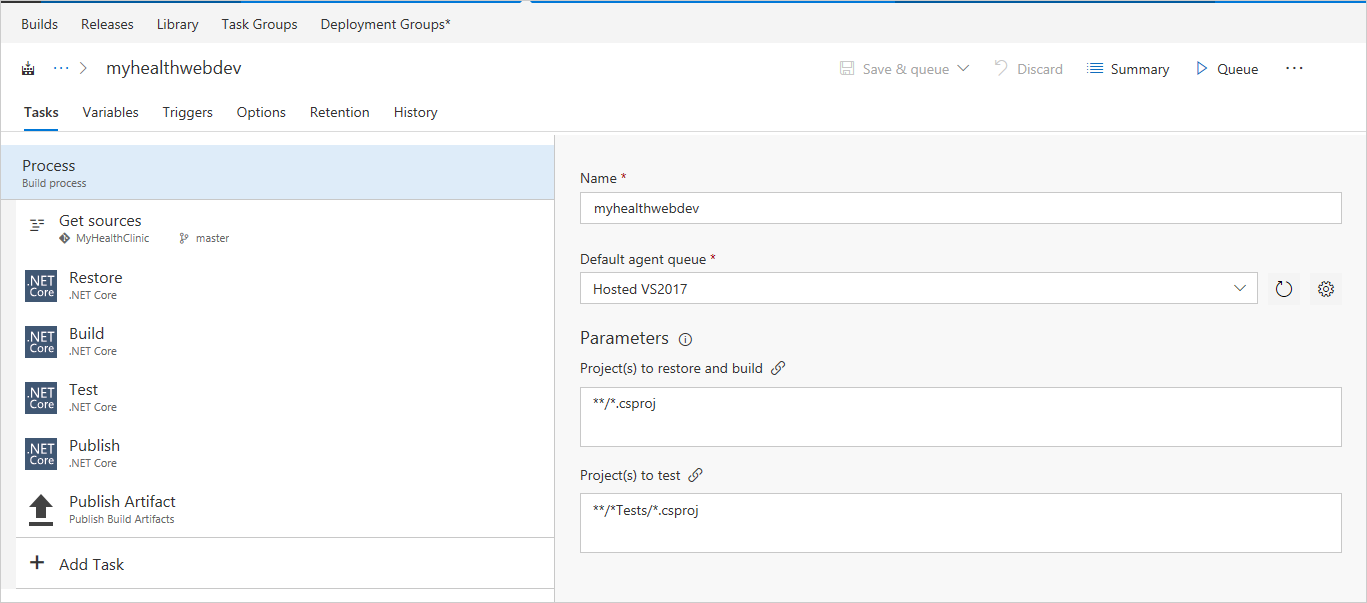 Builds Releases Library Task Groups Deployment Groups*
··· > myhealthwebdev Save & queue Discard Summary Queue ···
Tasks Variables Triggers Options Retention History
Process
Build process
Get sources
MyHealthClinic master
.NET Core Restore
.NET Core
.NET Core Build
.NET Core
.NET Core Test
.NET Core
.NET Core Publish
.NET Core
Publish Artifact
Publish Build Artifacts
+ Add Task
Name *
myhealthwebdev
Default agent queue *
Hosted VS2017
Parameters
Project(s) to restore and build
**/*.csproj
Project(s) to test
**/*Tests/*.csproj